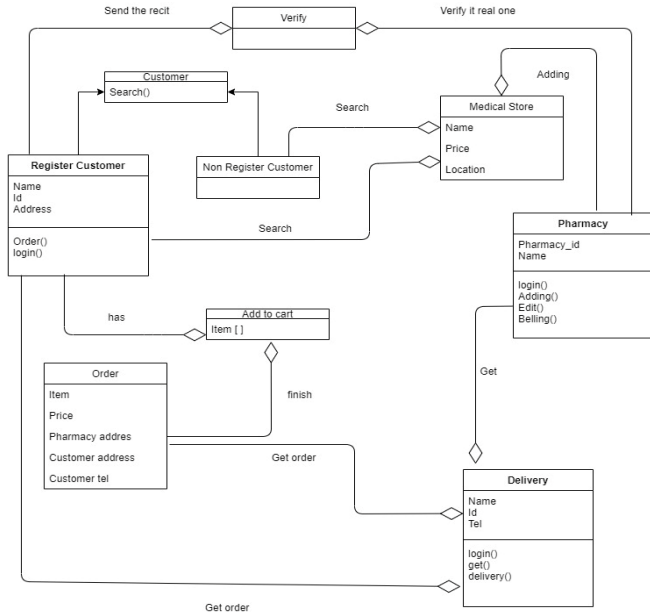 Send the recit
Verify
Verify it real one
Customer
Search()
Adding
Search
Medical Store
Name
Price
Location
Register Customer
Name
Id
Address
Order()
login()
Non Register Customer
Search
Pharmacy
Pharmacy_id
Name
login()
Adding()
Edit()
Belling()
has
Add to cart
Item [ ]
Order
Item
Price
Pharmacy addres
Customer address
Customer tel
finish
Get
Get order
Delivery
Name
Id
Tel
login()
get()
delivery()
Get order